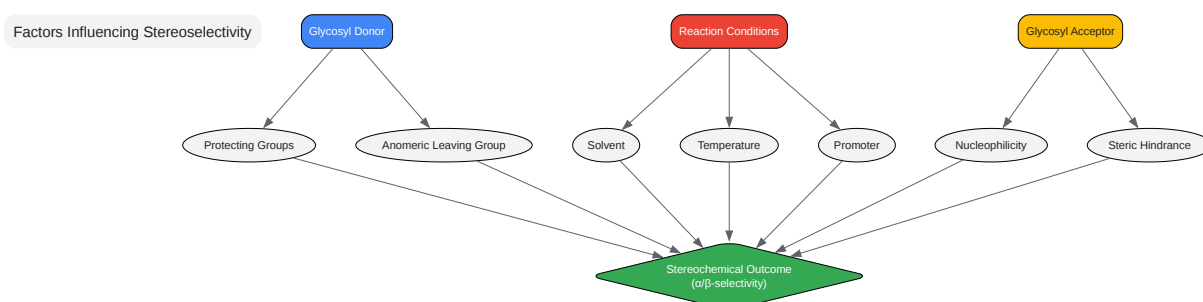 Factors Influencing Stereoselectivity
Glycosyl Donor
Reaction Conditions
Glycosyl Acceptor
Protecting Groups
Anomeric Leaving Group
Solvent
Temperature
Promoter
Nucleophilicity
Steric Hindrance
Stereochemical Outcome
(α/β-selectivity)